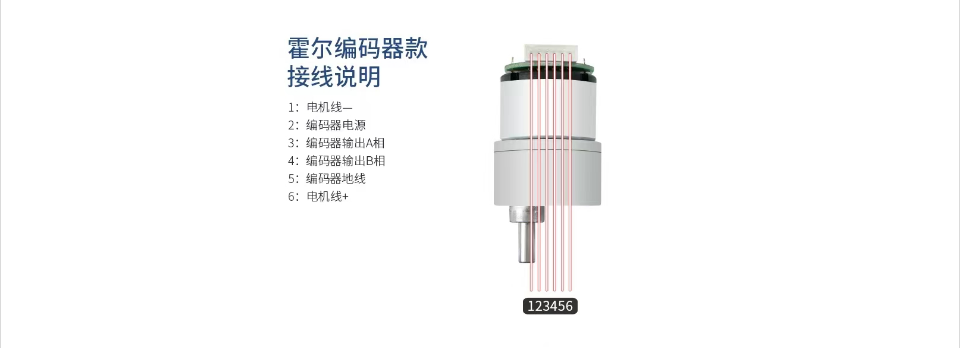 霍尔编码器款
接线说明
1：电机线—
2：编码器电源
3：编码器输出A相
4：编码器输出B相
5：编码器地线
6：电机线+
123456